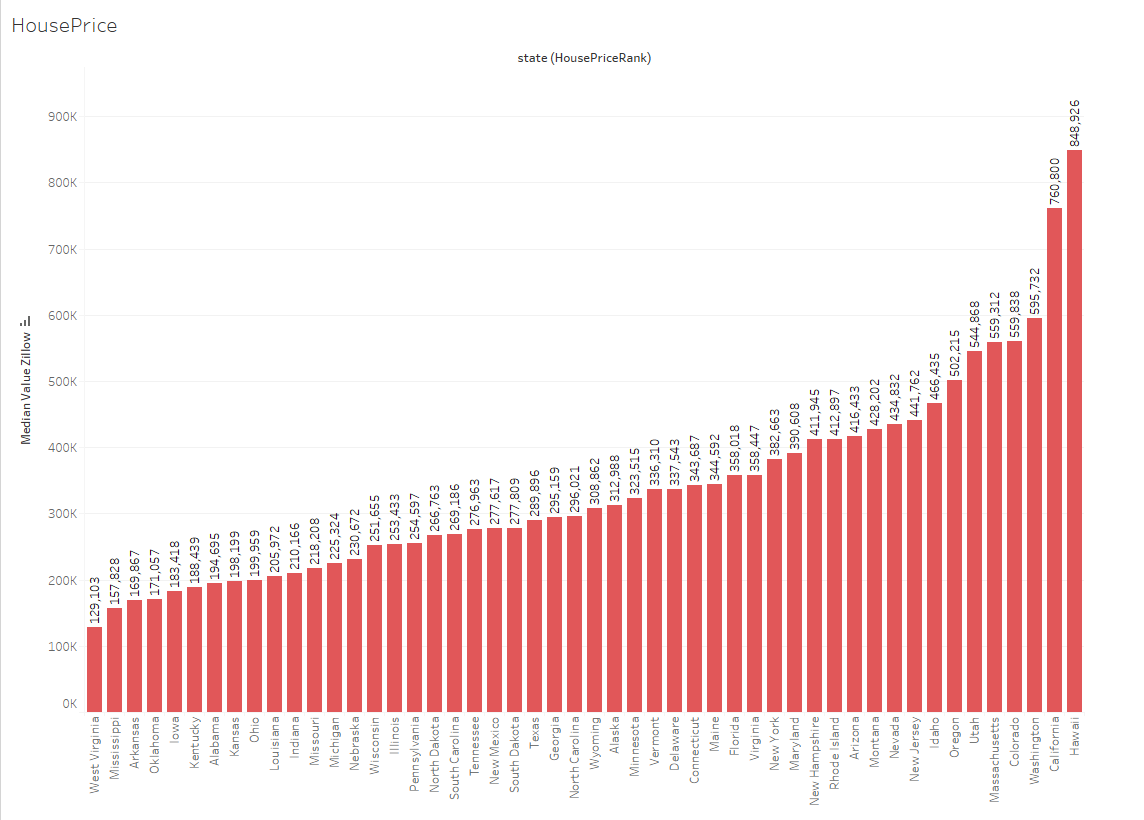 HousePrice
state (HousePriceRank)
Median Value Zillow
900K
800K
700K
600K
500K
400K
300K
200K
100K
0K
129,103
157,828
169,867
171,057
183,418
188,439
194,695
198,199
199,959
205,972
210,166
218,208
225,324
230,672
251,655
253,433
254,597
266,763
269,186
276,963
277,617
277,809
289,896
295,159
296,021
308,862
312,988
323,515
336,310
337,543
343,687
344,592
358,018
358,447
382,663
390,608
411,945
412,897
416,433
428,202
434,832
441,762
466,435
502,215
544,868
559,312
559,838
595,732
760,800
848,926
West Virginia
Mississippi
Arkansas
Oklahoma
Iowa
Kentucky
Alabama
Kansas
Ohio
Louisiana
Indiana
Missouri
Michigan
Nebraska
Wisconsin
Illinois
Pennsylvania
North Dakota
South Carolina
Tennessee
New Mexico
South Dakota
Texas
Georgia
North Carolina
Wyoming
Alaska
Minnesota
Vermont
Delaware
Connecticut
Maine
Florida
Virginia
New York
Maryland
New Hampshire
Rhode Island
Arizona
Montana
Nevada
New Jersey
Idaho
Oregon
Utah
Massachusetts
Colorado
Washington
California
Hawaii